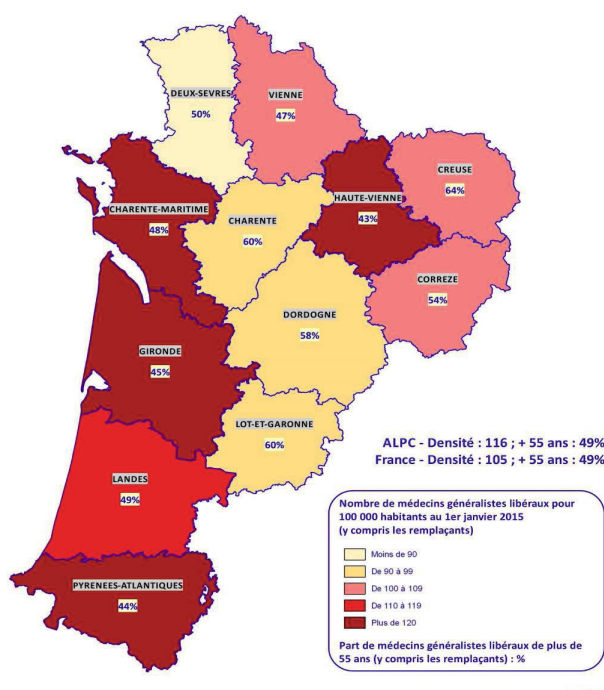 DEUX-SEVRES
50%
VIENNE
47%
CREUSE
64%
HAUTE-VIENNE
43%
CHARENTE-MARITIME
48%
CHARENTE
60%
CORREZE
54%
DORDOGNE
58%
GIRONDE
45%
LOT-ET-GARONNE
60%
LANDES
49%
PYRENEES-ATLANTIQUES
44%
ALPC - Densité : 116 ; + 55 ans : 49%
France - Densité : 105 ; + 55 ans : 49%
Nombre de médecins généralistes libéraux pour
100 000 habitants au 1er janvier 2015
(y compris les remplaçants)
Moins de 90
De 90 à 99
De 100 à 109
De 110 à 119
Plus de 120
Part de médecins généralistes libéraux de plus de
55 ans (y compris les remplaçants) : %